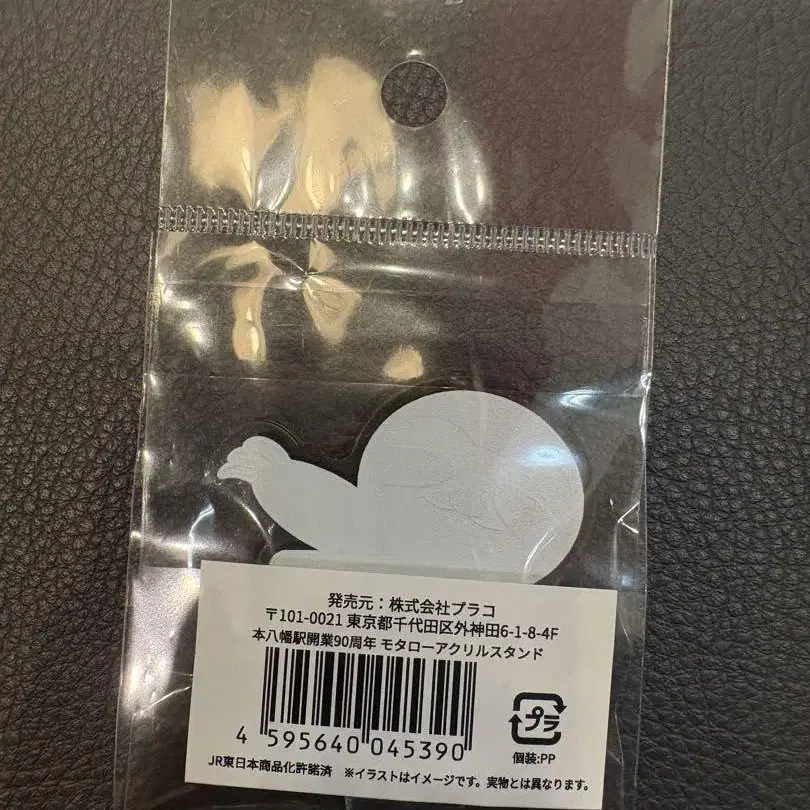 発売元：株式会社プラコ
〒101-0021 東京都千代田区外神田6-1-8-4F
本八幡駅開業90周年 モタローアクリルスタンド
4 595640 045390
プラ
個装:PP
JR東日本商品化許諾済 ※イラストはイメージです。実物とは異なります。